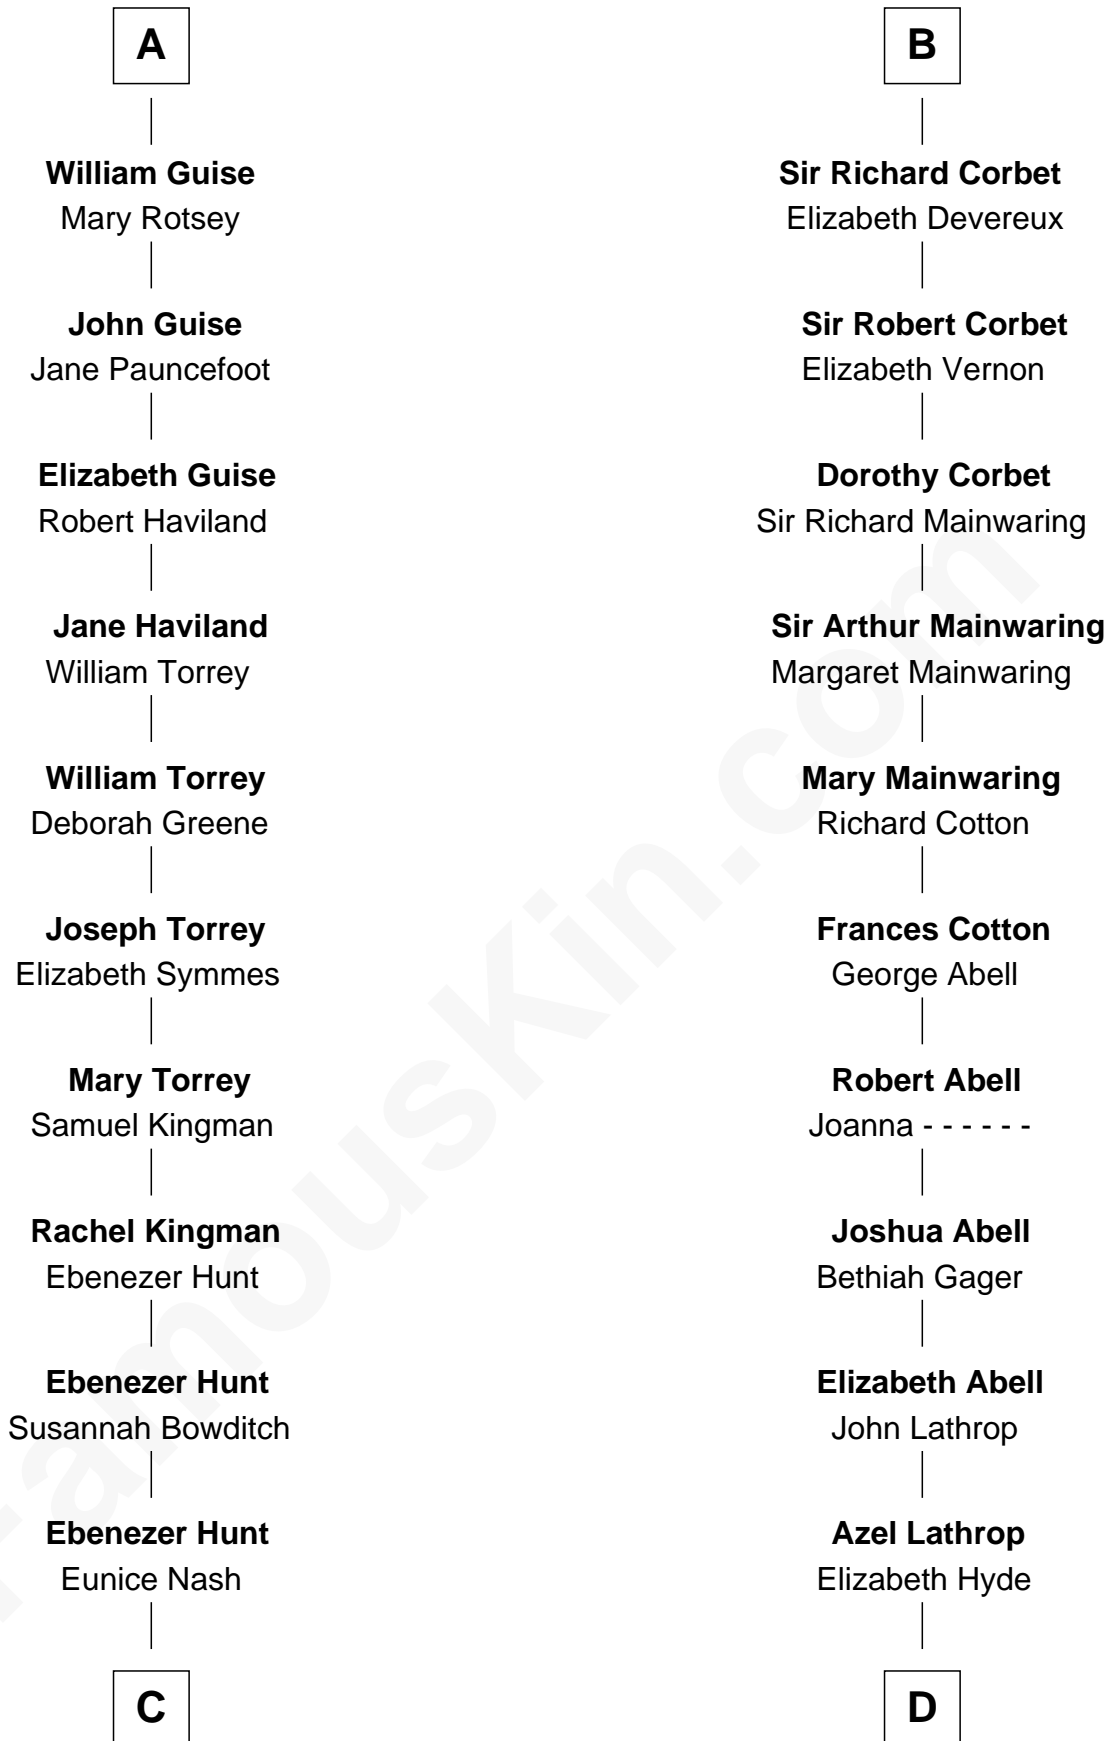 A
William Guise
Mary Rotsey
John Guise
Jane Pauncefoot
Elizabeth Guise
Robert Haviland
Jane Haviland
William Torrey
William Torrey
Deborah Greene
Joseph Torrey
Elizabeth Symmes
Mary Torrey
Samuel Kingman
Rachel Kingman
Ebenezer Hunt
Ebenezer Hunt
Susannah Bowditch
Ebenezer Hunt
Eunice Nash
C
B
Sir Richard Corbet
Elizabeth Devereux
Sir Robert Corbet
Elizabeth Vernon
Dorothy Corbet
Sir Richard Mainwaring
Sir Arthur Mainwaring
Margaret Mainwaring
Mary Mainwaring
Richard Cotton
Frances Cotton
George Abell
Robert Abell
Joanna - - - - - -
Joshua Abell
Bethiah Gager
Elizabeth Abell
John Lathrop
Azel Lathrop
Elizabeth Hyde
D
FamousKin.com